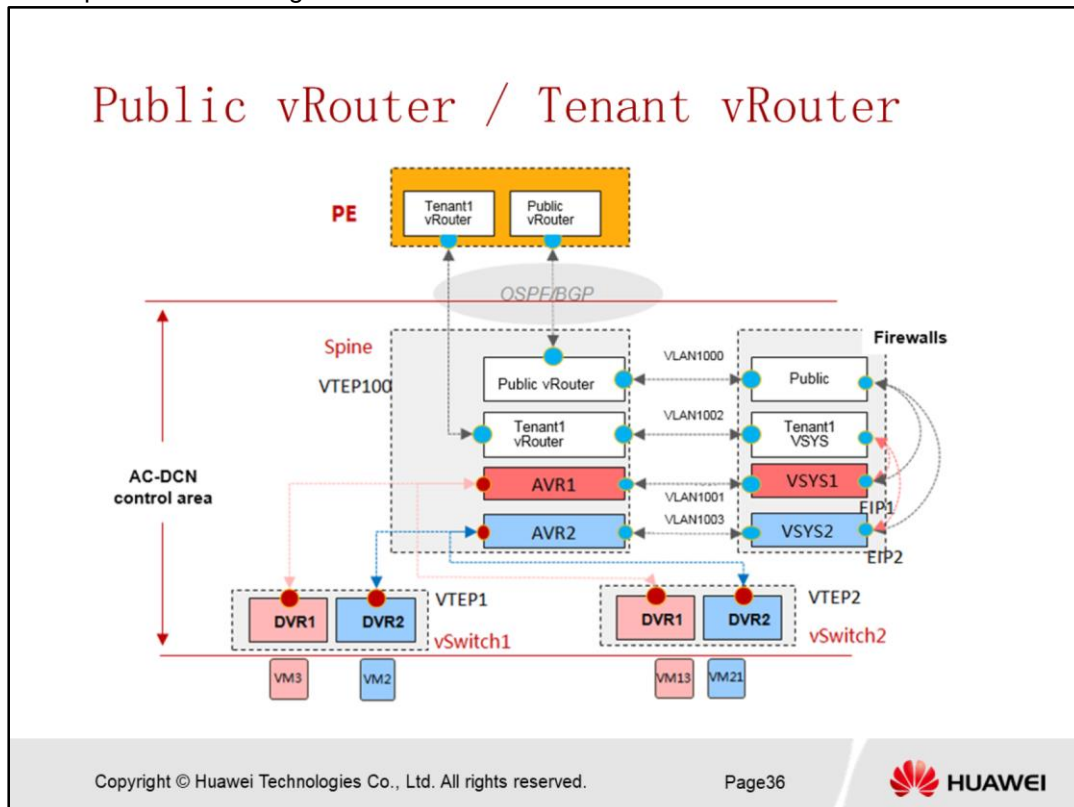 Public vRouter / Tenant vRouter
PE
Tenant1
vRouter
Public
vRouter
OSPF/BGP
Spine
VTEP100
Firewalls
Public vRouter
VLAN1000
Public
Tenant1
vRouter
VLAN1002
Tenant1
VSYS
AC-DCN
control area
AVR1
VLAN1001
VSYS1
EIP1
AVR2
VLAN1003
VSYS2
EIP2
DVR1
DVR2
VTEP1
vSwitch1
DVR1
DVR2
VTEP2
vSwitch2
VM3
VM2
VM13
VM21
Copyright © Huawei Technologies Co., Ltd. All rights reserved.
Page36
HUAWEI